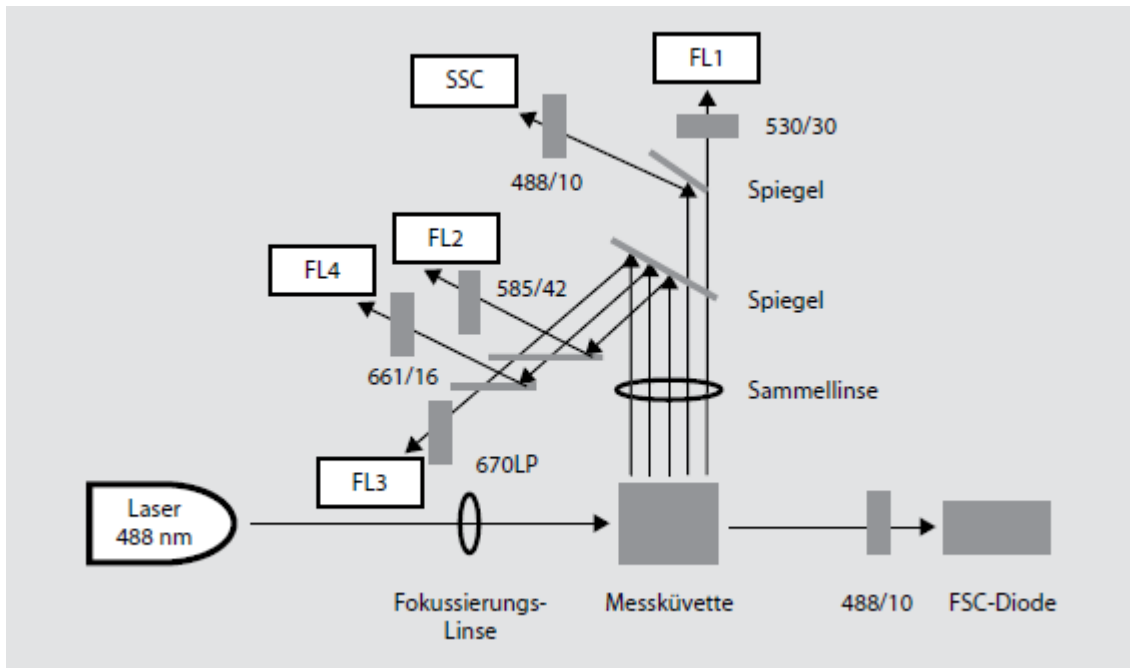 FL1
SSC
530/30
488/10
Spiegel
FL2
FL4
585/42
Spiegel
661/16
Sammellinse
670LP
FL3
Laser
488 nm
Fokussierungs-
Linse
Messküvette
488/10
FSC-Diode